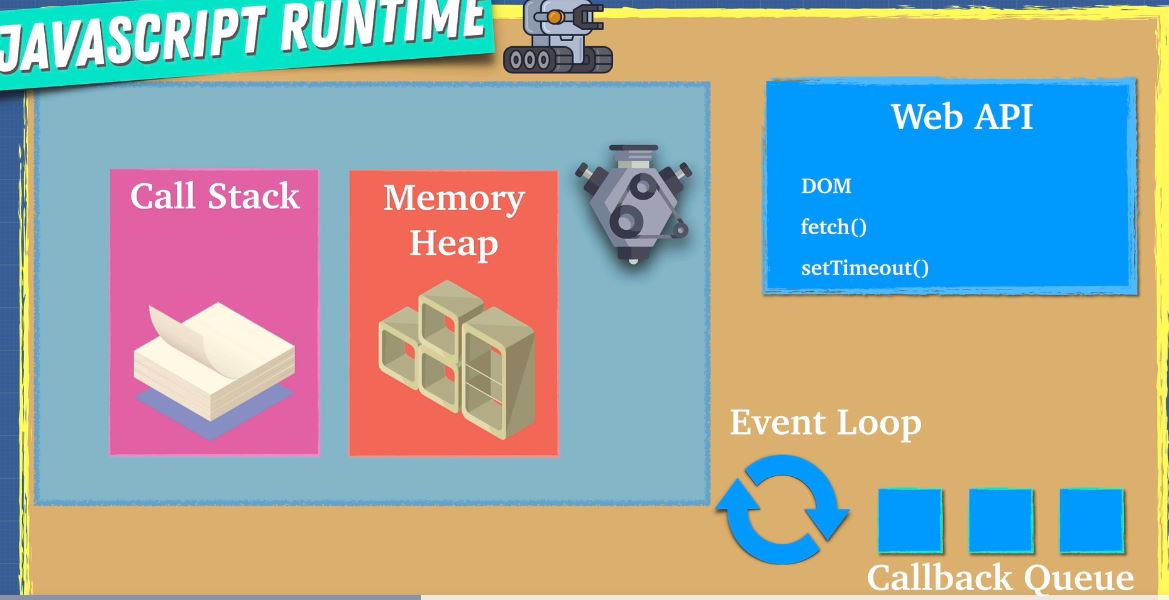 JAVASCRIPT RUNTIME
Call Stack
Memory
Heap
Web API
DOM
fetch()
setTimeout()
Event Loop
Callback Queue